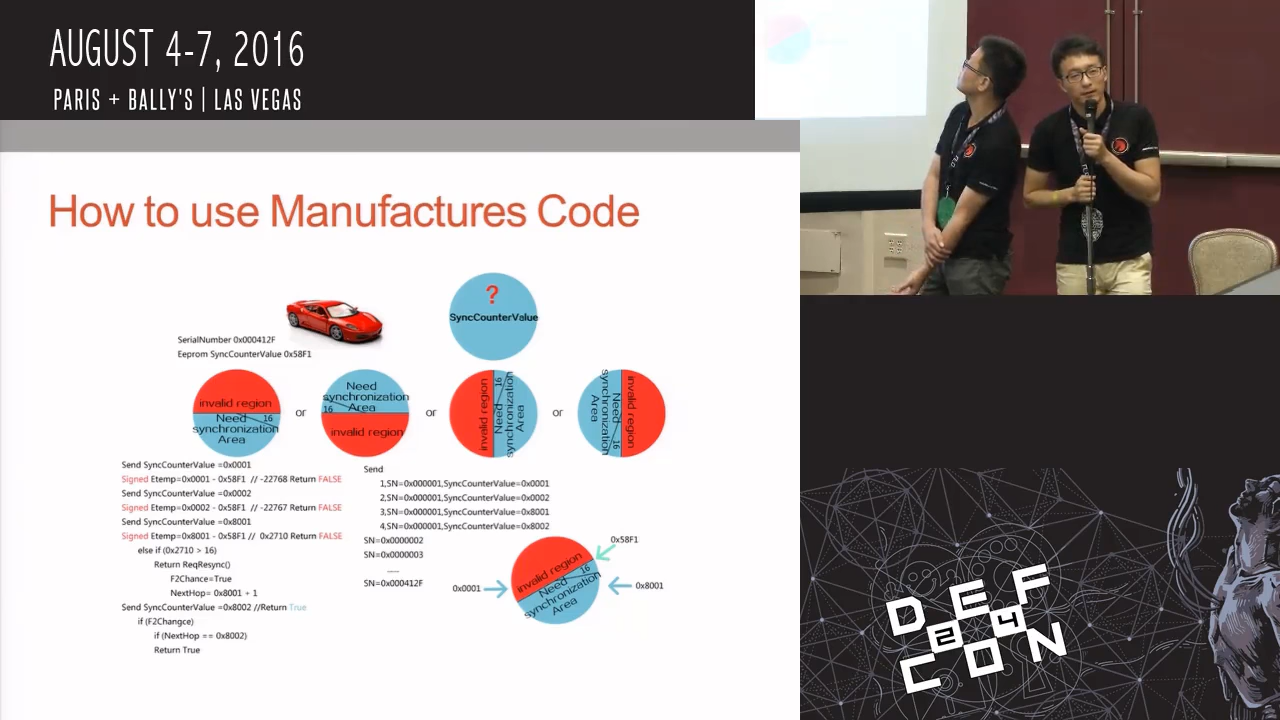 AUGUST 4-7, 2016
PARIS + BALLY'S | LAS VEGAS
How to use Manufactures Code
?
SyncCounterValue
SerialNumber 0x000412F
Eeprom SyncCounterValue 0x58F1
invalid region
Need 16
synchronization
Area
or
Need
synchronization
16 Area
invalid region
or
invalid region
16
Need
synchronization
Area
or
synchronization
Area
Need
16
invalid region
Send SyncCounterValue =0x0001
Signed Etemp=0x0001 - 0x58F1 // -22768 Return FALSE
Send SyncCounterValue =0x0002
Signed Etemp=0x0002 - 0x58F1 // -22767 Return FALSE
Send SyncCounterValue =0x8001
Signed Etemp=0x8001 - 0x58F1 // 0x2710 Return FALSE
else if (0x2710 > 16)
Return ReqResync()
F2Chance=True
NextHop= 0x8001 + 1
Send SyncCounterValue =0x8002 //Return True
if (F2Changce)
if (NextHop == 0x8002)
Return True
Send
1,SN=0x000001,SyncCounterValue=0x0001
2,SN=0x000001,SyncCounterValue=0x0002
3,SN=0x000001,SyncCounterValue=0x8001
4,SN=0x000001,SyncCounterValue=0x8002
SN=0x0000002
SN=0x0000003
......
SN=0x000412F
0x58F1
0x0001
0x8001
invalid region
16
Need
synchronization
Area
DEF
24
CON